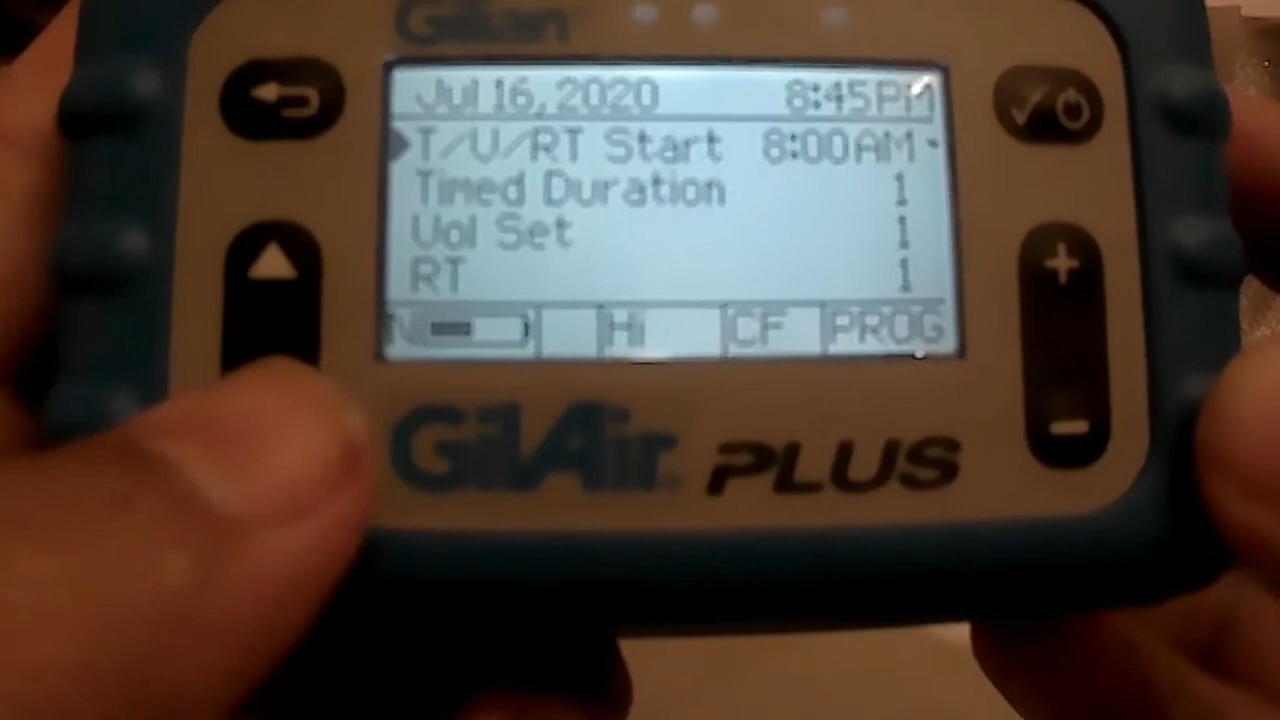 Gilian
Jul 16, 2020 8:45PM
T/V/RT Start 8:00AM
Timed Duration 1
Vol Set 1
RT 1
Hi CF PROG
GilAir PLUS